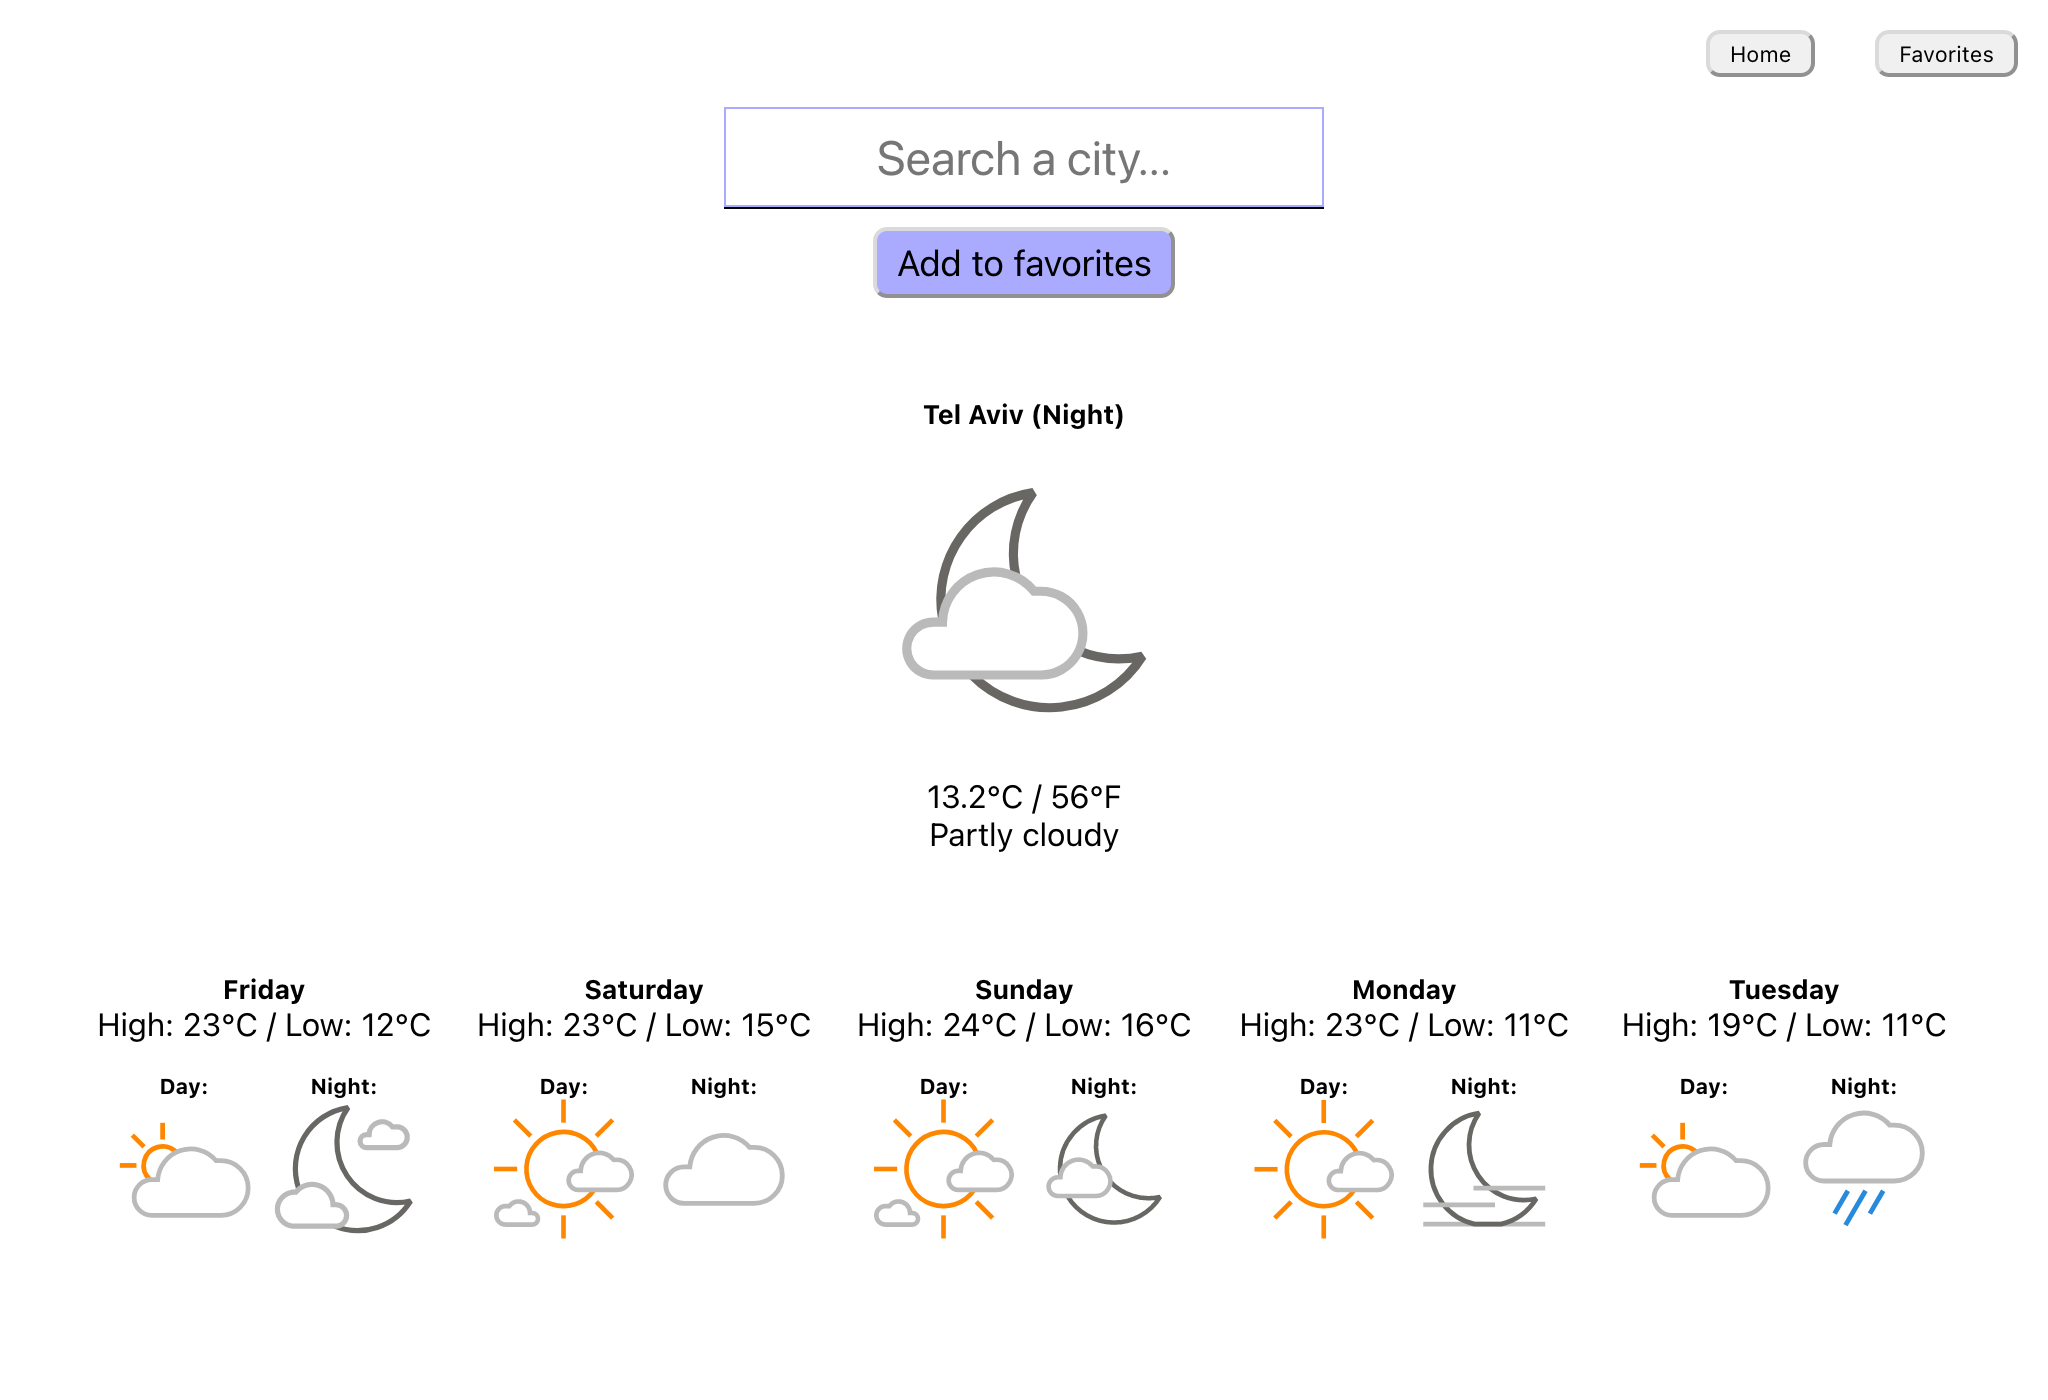 Home
Favorites
Search a city...
Add to favorites
Tel Aviv (Night)
13.2°C / 56°F
Partly cloudy
Friday
High: 23°C / Low: 12°C
Day:
Night:
Saturday
High: 23°C / Low: 15°C
Day:
Night:
Sunday
High: 24°C / Low: 16°C
Day:
Night:
Monday
High: 23°C / Low: 11°C
Day:
Night:
Tuesday
High: 19°C / Low: 11°C
Day:
Night: